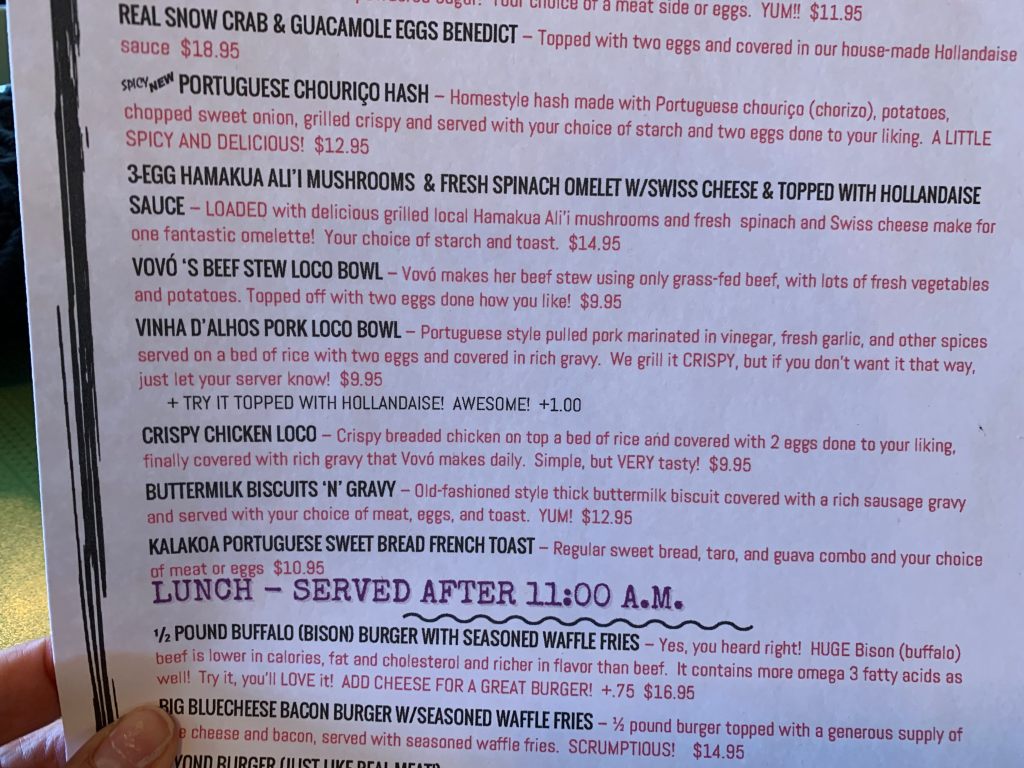 Your choice of a meat side or eggs. YUM!! $11.95
REAL SNOW CRAB & GUACAMOLE EGGS BENEDICT – Topped with two eggs and covered in our house-made Hollandaise
sauce $18.95
SPICY NEW PORTUGUESE CHOURIÇO HASH – Homestyle hash made with Portuguese chouriço (chorizo), potatoes,
chopped sweet onion, grilled crispy and served with your choice of starch and two eggs done to your liking. A LITTLE
SPICY AND DELICIOUS! $12.95
3-EGG HAMAKUA ALI'I MUSHROOMS & FRESH SPINACH OMELET W/SWISS CHEESE & TOPPED WITH HOLLANDAISE
SAUCE – LOADED with delicious grilled local Hamakua Ali'i mushrooms and fresh spinach and Swiss cheese make for
one fantastic omelette! Your choice of starch and toast. $14.95
VOVÓ 'S BEEF STEW LOCO BOWL – Vovó makes her beef stew using only grass-fed beef, with lots of fresh vegetables
and potatoes. Topped off with two eggs done how you like! $9.95
VINHA D'ALHOS PORK LOCO BOWL – Portuguese style pulled pork marinated in vinegar, fresh garlic, and other spices
served on a bed of rice with two eggs and covered in rich gravy. We grill it CRISPY, but if you don't want it that way,
just let your server know! $9.95
+ TRY IT TOPPED WITH HOLLANDAISE! AWESOME! +1.00
CRISPY CHICKEN LOCO – Crispy breaded chicken on top a bed of rice and covered with 2 eggs done to your liking,
finally covered with rich gravy that Vovó makes daily. Simple, but VERY tasty! $9.95
BUTTERMILK BISCUITS 'N' GRAVY – Old-fashioned style thick buttermilk biscuit covered with a rich sausage gravy
and served with your choice of meat, eggs, and toast. YUM! $12.95
KALAKOA PORTUGUESE SWEET BREAD FRENCH TOAST – Regular sweet bread, taro, and guava combo and your choice
of meat or eggs $10.95
LUNCH – SERVED AFTER 11:00 A.M.
½ POUND BUFFALO (BISON) BURGER WITH SEASONED WAFFLE FRIES – Yes, you heard right! HUGE Bison (buffalo)
beef is lower in calories, fat and cholesterol and richer in flavor than beef. It contains more omega 3 fatty acids as
well! Try it, you'll LOVE it! ADD CHEESE FOR A GREAT BURGER! +.75 $16.95
BIG BLUECHEESE BACON BURGER W/SEASONED WAFFLE FRIES – ½ pound burger topped with a generous supply of
cheese and bacon, served with seasoned waffle fries. SCRUMPTIOUS! $14.95
BURGER (JUST LIKE REAL MEAT)